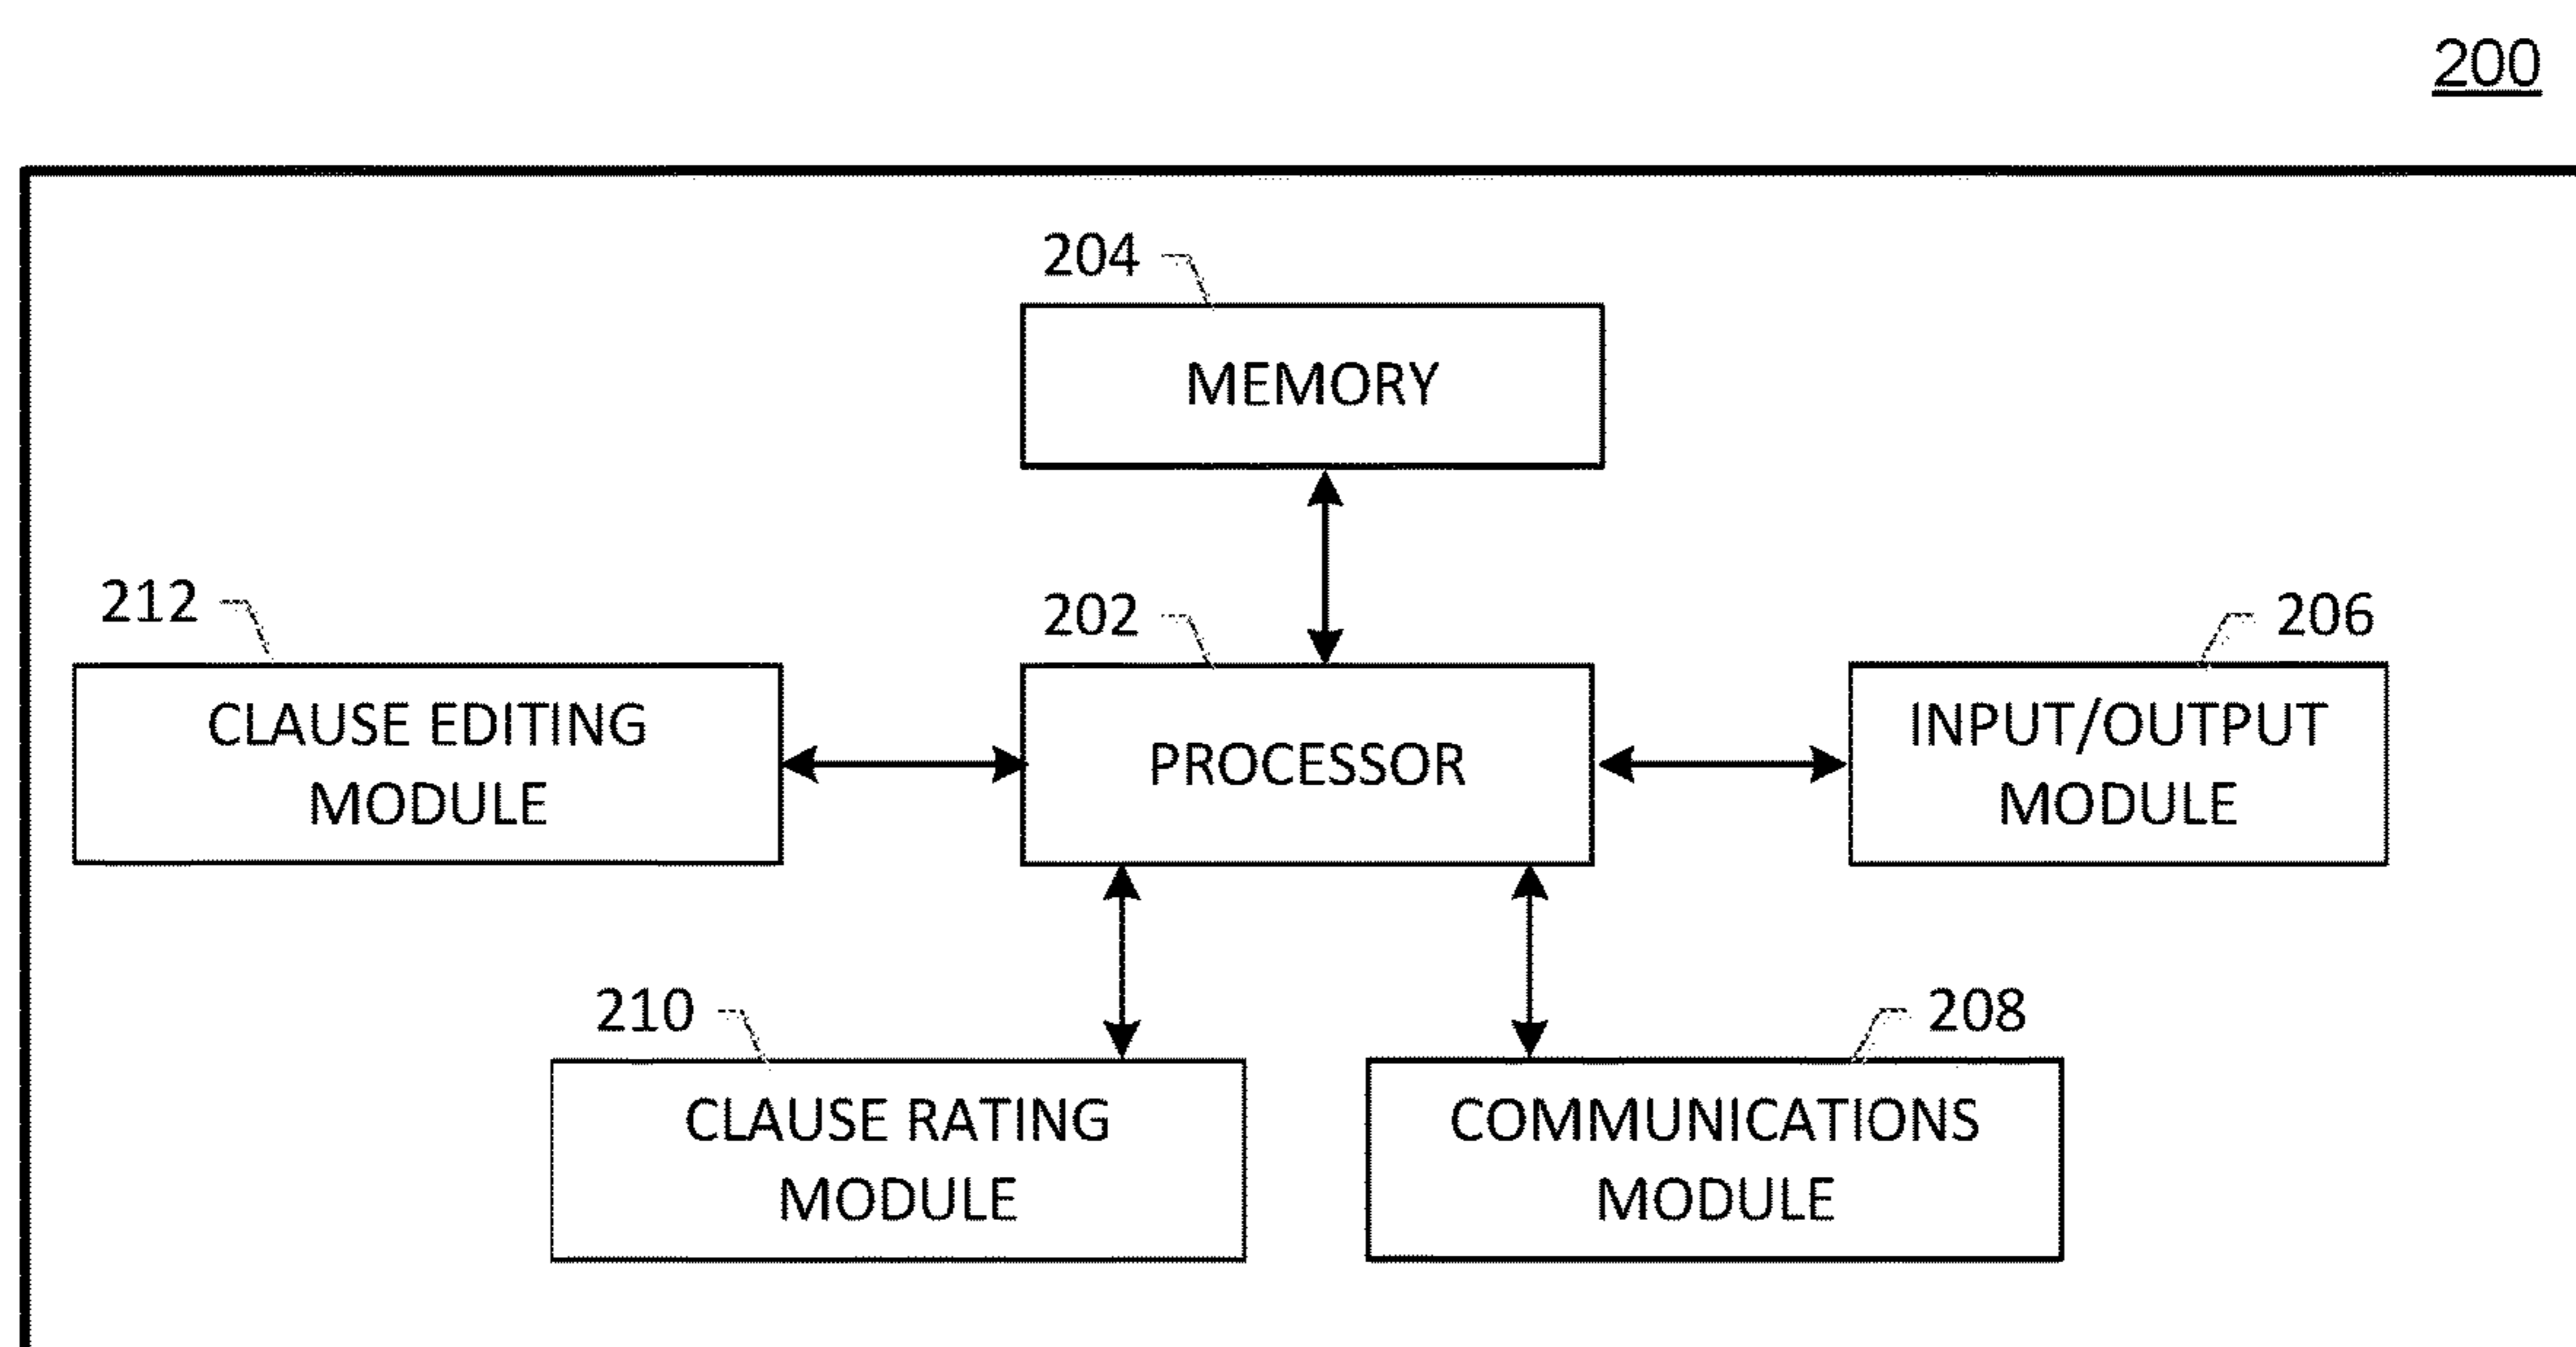 200
204
MEMORY
212
202
206
CLAUSE EDITING
MODULE
PROCESSOR
INPUT/OUTPUT
MODULE
210
208
CLAUSE RATING
MODULE
COMMUNICATIONS
MODULE